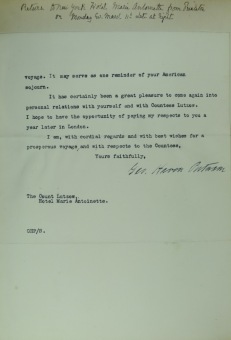 Return to New York Hotel Marie Antoinette from
on Monday 6th March at
voyage. It may serve as one reminder of your American
sojourn.
It has certainly been a great pleasure to come again into
personal relations with yourself and with Countess Lutzow.
I hope to have the opportunity of paying my respects to you a
year later in London.
I am, with cordial regards and with best wishes for a
prosperous voyage and with respects to the Countess,
Yours faithfully,
Geo. Haven Putnam
The Count Lutzow,
Hotel Marie Antoinette.
GHP/S.